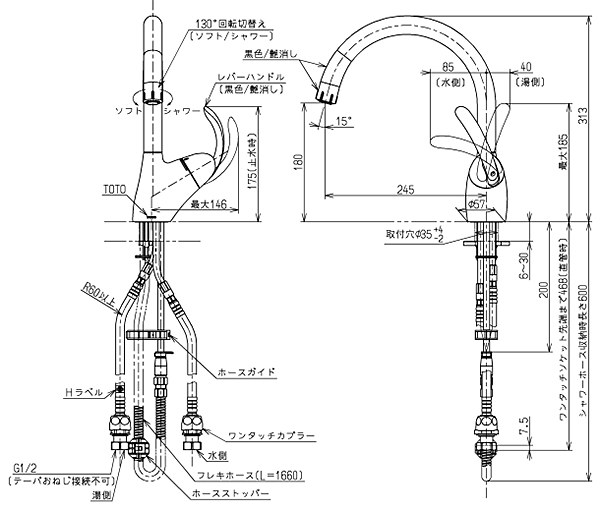 130°回転切替え
(ソフト/シャワー)
レバーハンドル
(黒色/艶消し)
ソフト
シャワー
175(止水時)
TOTO
最大146
R60以上
ホースガイド
Hラベル
ワンタッチカプラー
水側
G1/2
(テーパおねじ接続不可)
湯側
フレキホース(L=1660)
ホースストッパー
黒色/艶消し
85
(水側)
40
(湯側)
15°
180
245
最大185
313
Φ57
取付穴Φ35+4-2
6~30
200
7.5
ワンタッチソケット先端まで468(直管時)
シャワーホース収納時長さ600